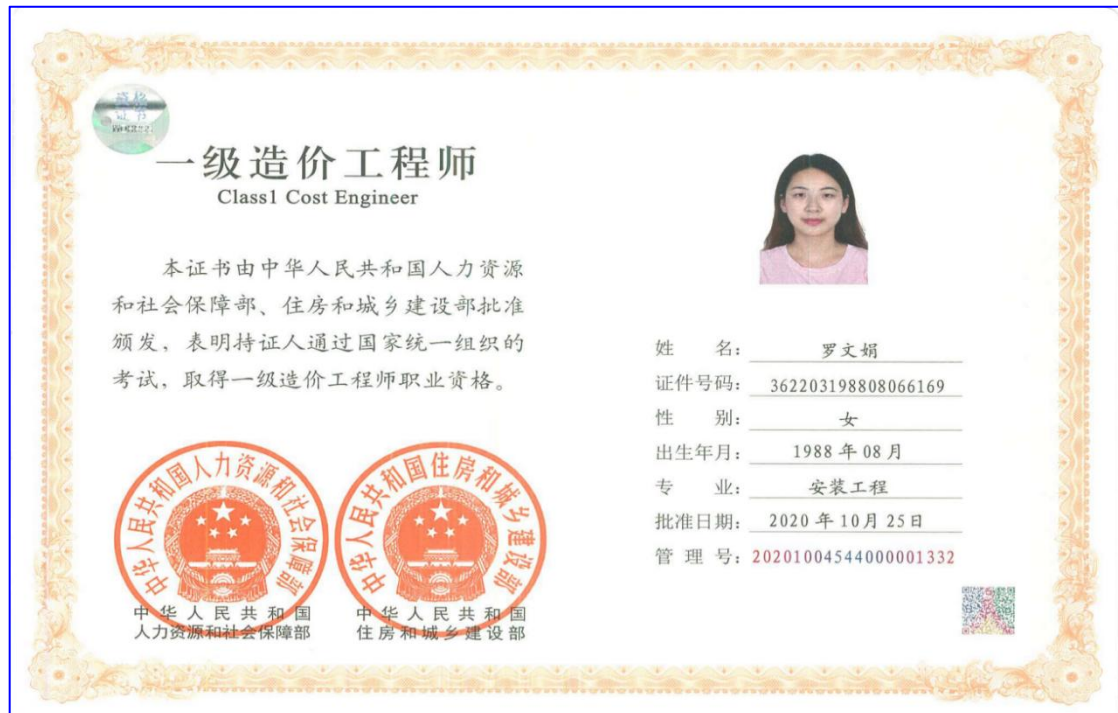 一级造价工程师
Class1 Cost Engineer
本证书由中华人民共和国人力资源
和社会保障部、住房和城乡建设部批准
颁发，表明持证人通过国家统一组织的
考试，取得一级造价工程师职业资格。
中华人民共和国人力资源和社会保障部
中华人民共和国
人力资源和社会保障部
中华人民共和国住房和城乡建设部
中华人民共和国
住房和城乡建设部
姓 名： 罗文娟
证件号码： 362203198808066169
性 别： 女
出生年月： 1988 年 08 月
专 业： 安装工程
批准日期： 2020 年 10 月 25 日
管 理 号： 20201004544000001332